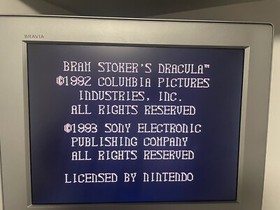 BRAVIA
BRAM STOKER'S DRACULA™
©1992 COLUMBIA PICTURES
INDUSTRIES, INC.
ALL RIGHTS RESERVED
©1993 SONY ELECTRONIC
PUBLISHING COMPANY
ALL RIGHTS RESERVED
LICENSED BY NINTENDO